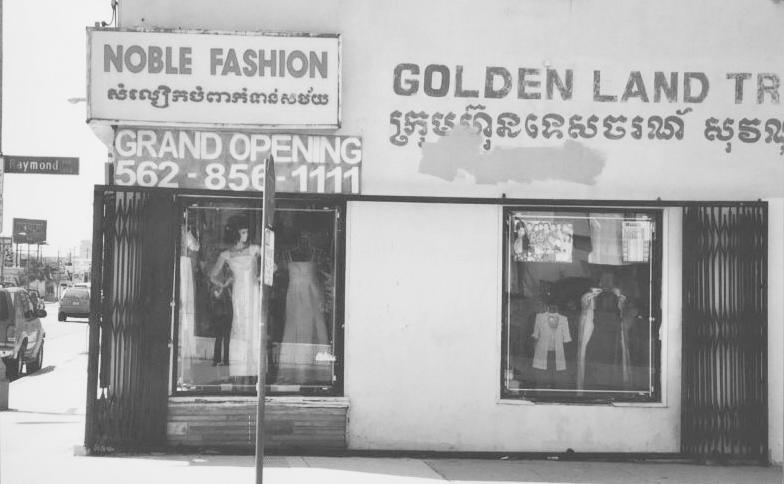 NOBLE FASHION
សំលៀកបំពាក់ទាន់សម័យ
GRAND OPENING
562-856-1111
Raymond
GOLDEN LAND TR
ក្រុមហ៊ុនទេសចរណ៍